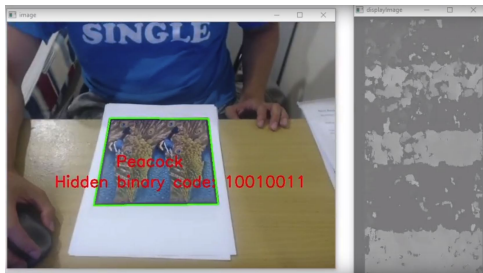 image
SINGLE
Peacock
Hidden binary code: 10010011
displayimage